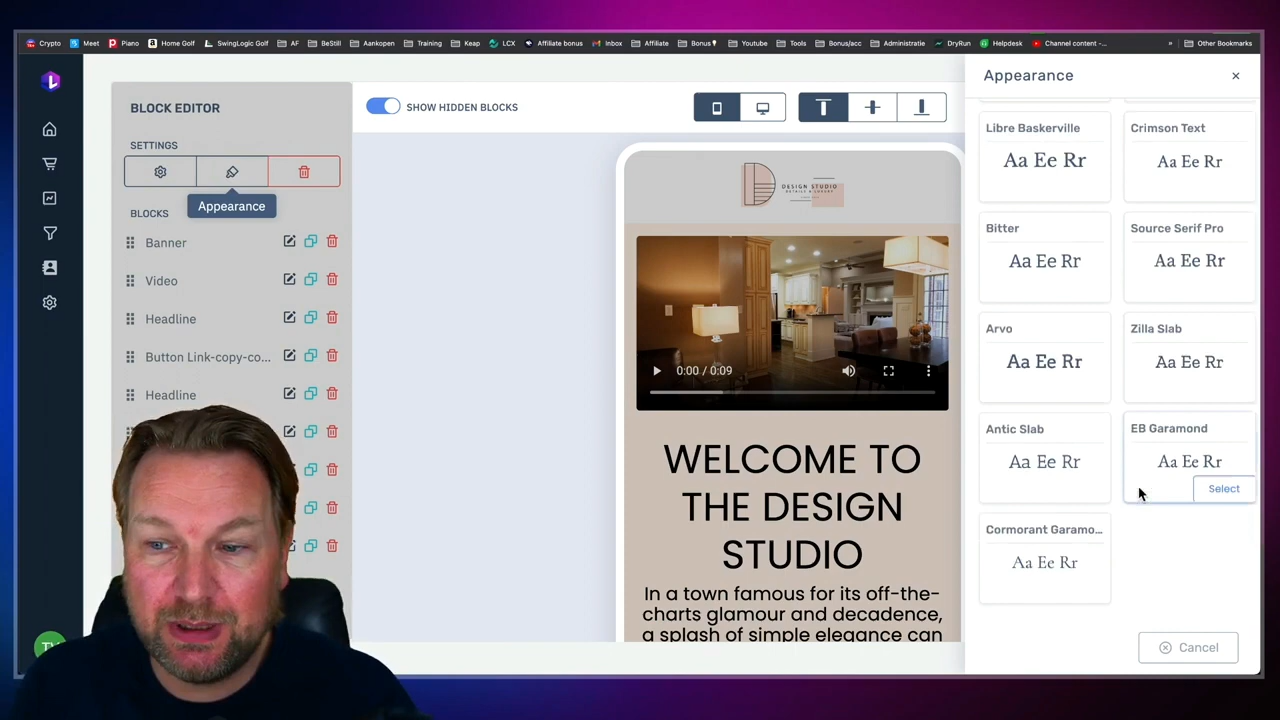 Crypto Meet Piano Home Golf SwingLogic Golf AF BeStill Aankopen Training Keap LCX Affiliate bonus Inbox Affiliate Bonus Youtube Tools Bonus/acc Administratie DryRun Helpdesk Channel content -... » Other Bookmarks
BLOCK EDITOR
SETTINGS
Appearance
BLOCKS
Banner
Video
Headline
Button Link-copy-co...
Headline
SHOW HIDDEN BLOCKS
DESIGN STUDIO
0:00 / 0:09
WELCOME TO
THE DESIGN
STUDIO
In a town famous for its off-the-
charts glamour and decadence,
a splash of simple elegance can
Appearance
Libre Baskerville
Aa Ee Rr
Crimson Text
Aa Ee Rr
Bitter
Aa Ee Rr
Source Serif Pro
Aa Ee Rr
Arvo
Aa Ee Rr
Zilla Slab
Aa Ee Rr
Antic Slab
Aa Ee Rr
EB Garamond
Aa Ee Rr
Select
Cormorant Garamo...
Aa Ee Rr
Cancel